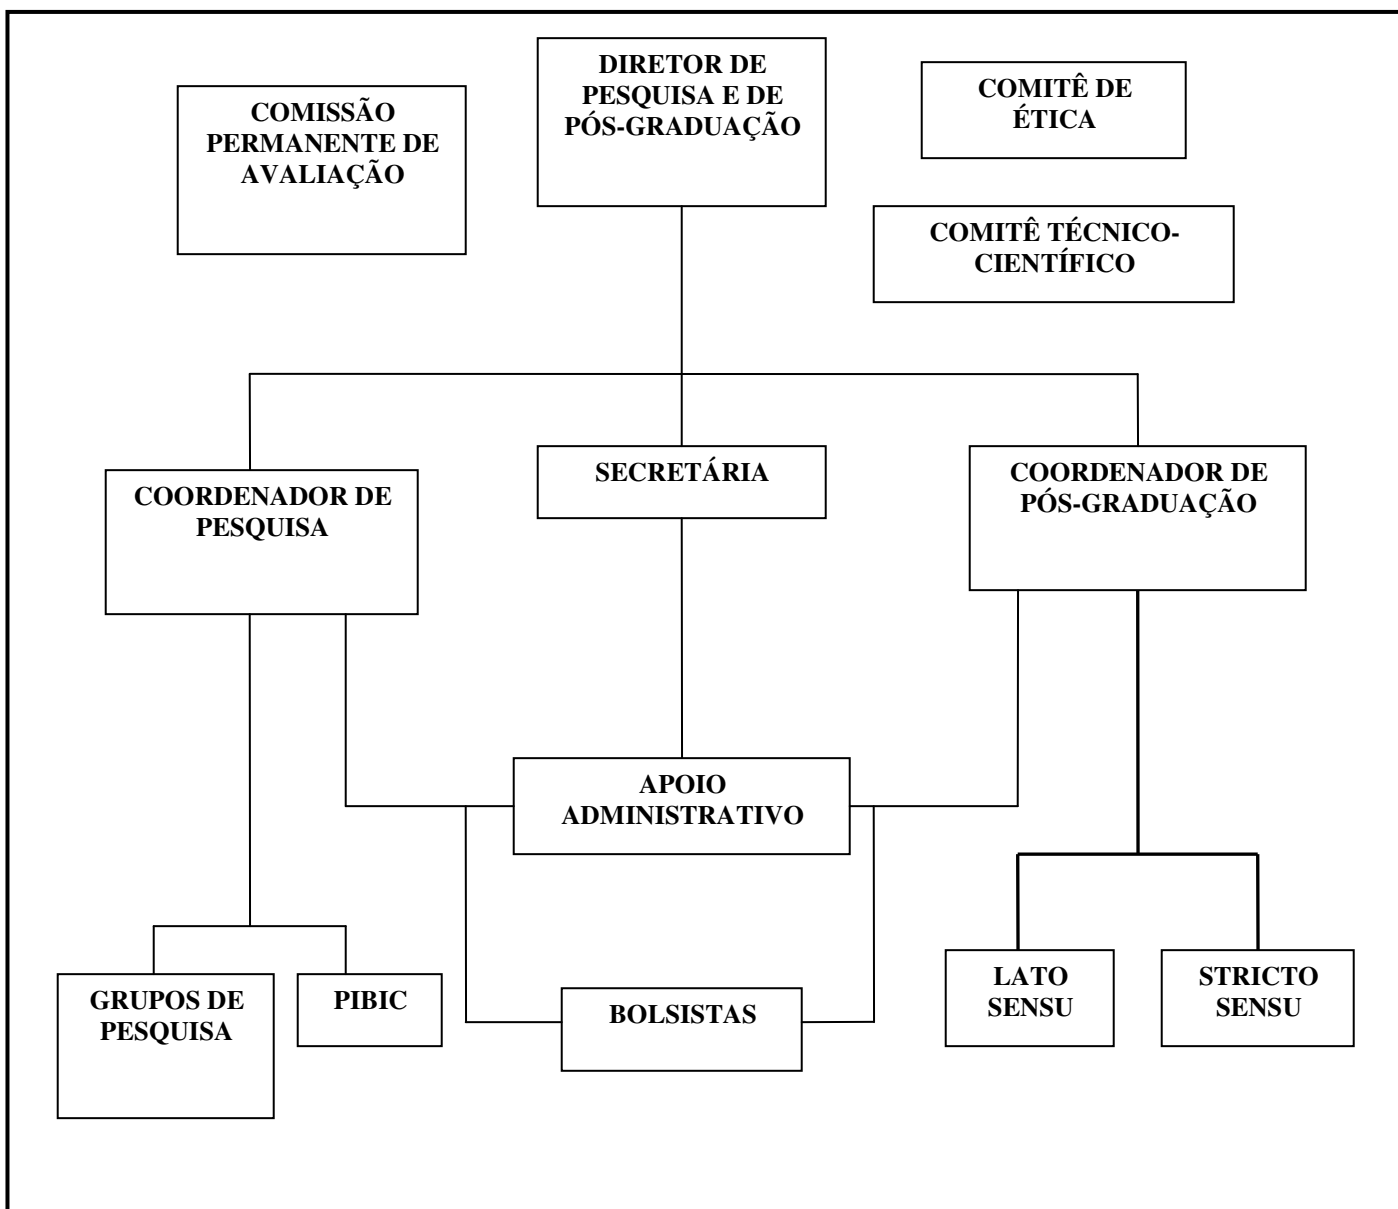 DIRETOR DE
PESQUISA E DE
PÓS-GRADUAÇÃO
COMITÊ DE
ÉTICA
COMISSÃO
PERMANENTE DE
AVALIAÇÃO
COMITÊ TÉCNICO-
CIENTÍFICO
COORDENADOR DE
PESQUISA
SECRETÁRIA
COORDENADOR DE
PÓS-GRADUAÇÃO
APOIO
ADMINISTRATIVO
GRUPOS DE
PESQUISA
PIBIC
BOLSISTAS
LATO
SENSU
STRICTO
SENSU